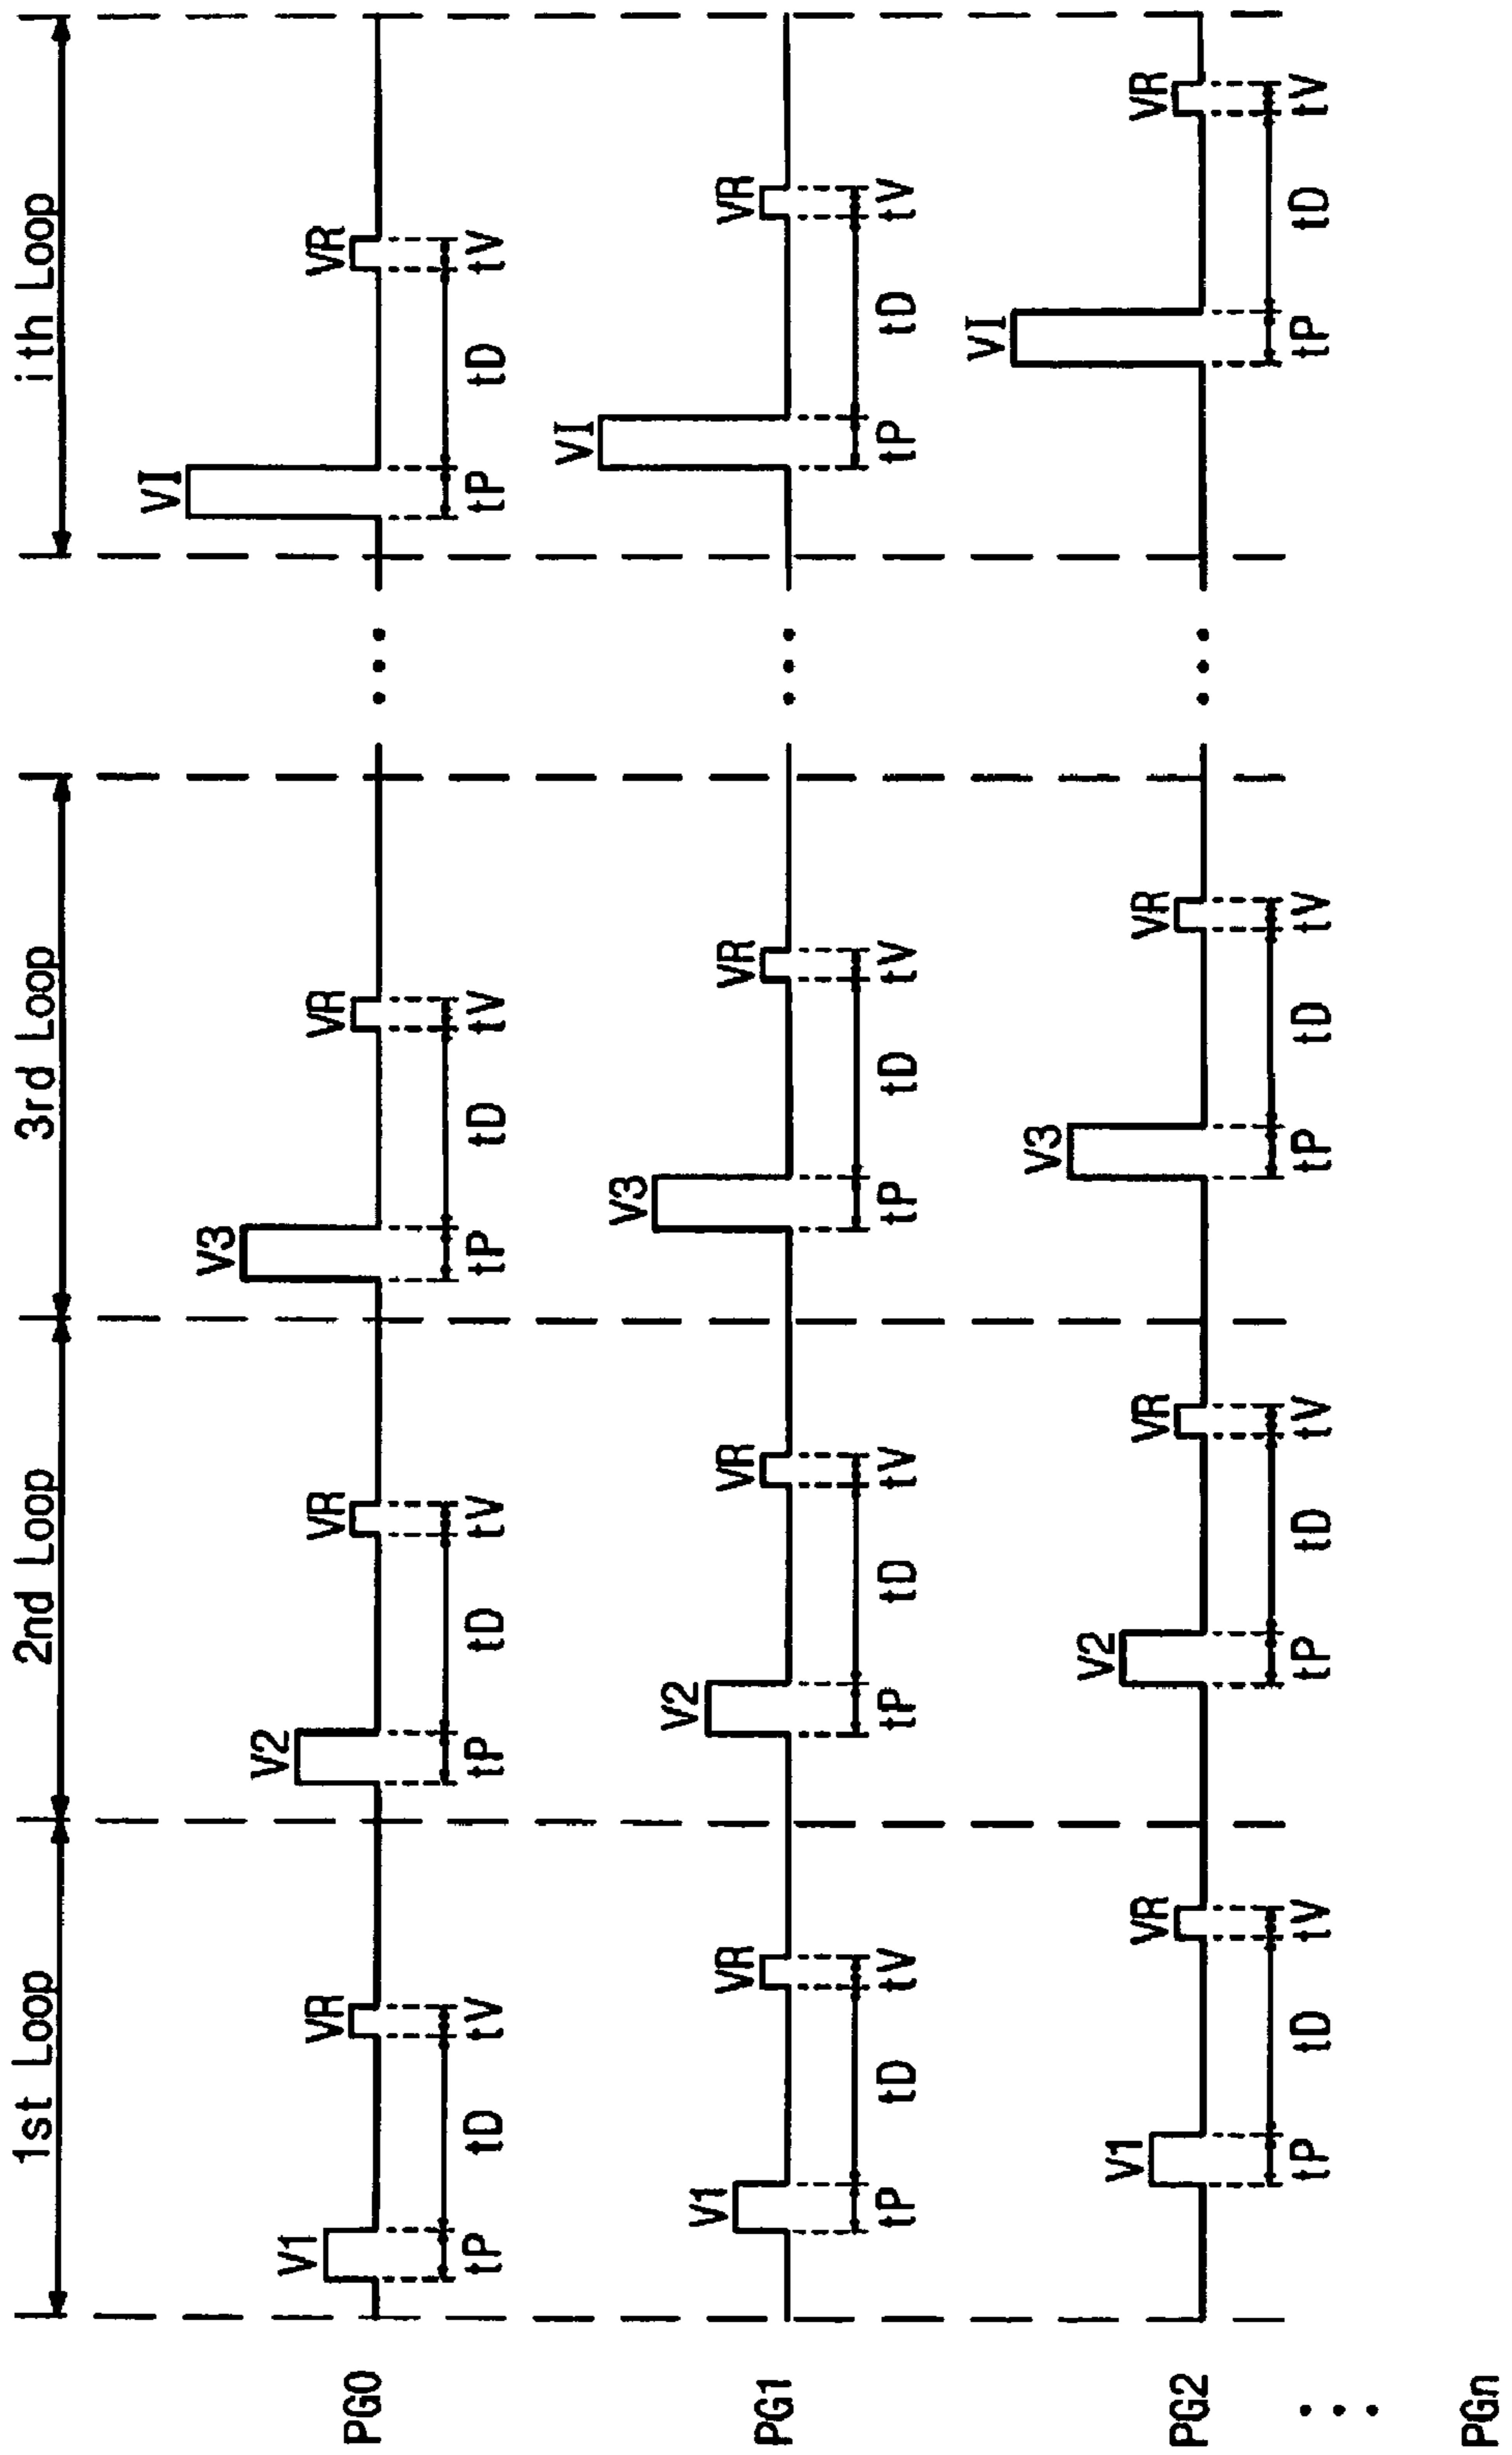 1st Loop 2nd Loop 3rd Loop ith Loop
V1 VR V2 VR V3 VR VI VR
PG0
tP tD tV tP tD tV tP tD tV tP tD tV
V1 VR V2 VR V3 VR VI VR
PG1
tP tD tV tP tD tV tP tD tV tP tD tV
V1 VR V2 VR V3 VR VI VR
PG2
tP tD tV tP tD tV tP tD tV tP tD tV
PGn